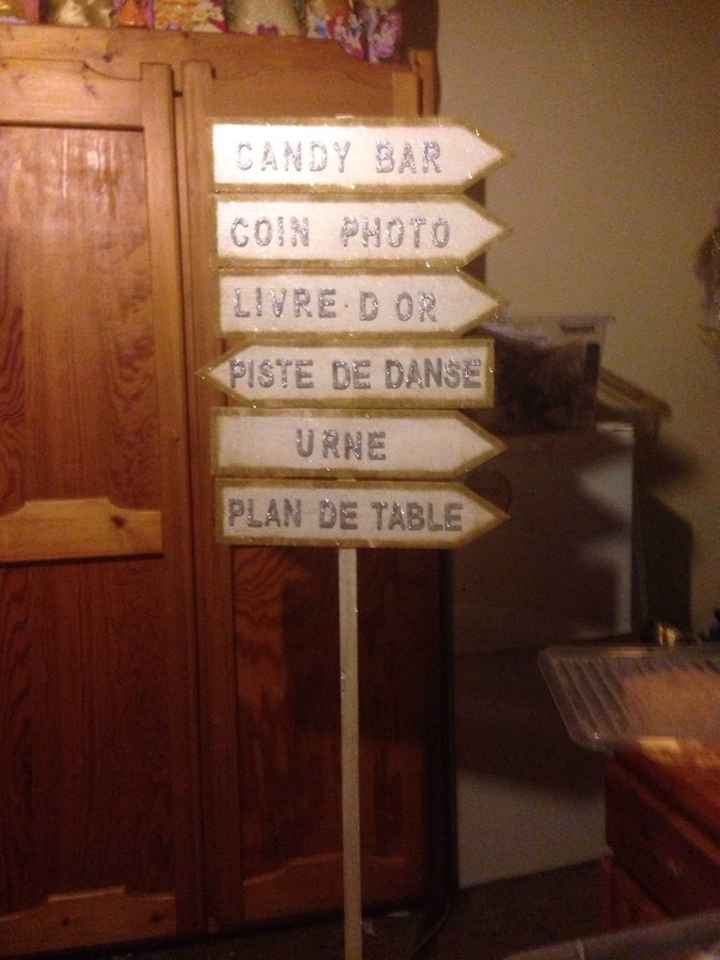 CANDY BAR
COIN PHOTO
LIVRE D OR
PISTE DE DANSE
URNE
PLAN DE TABLE